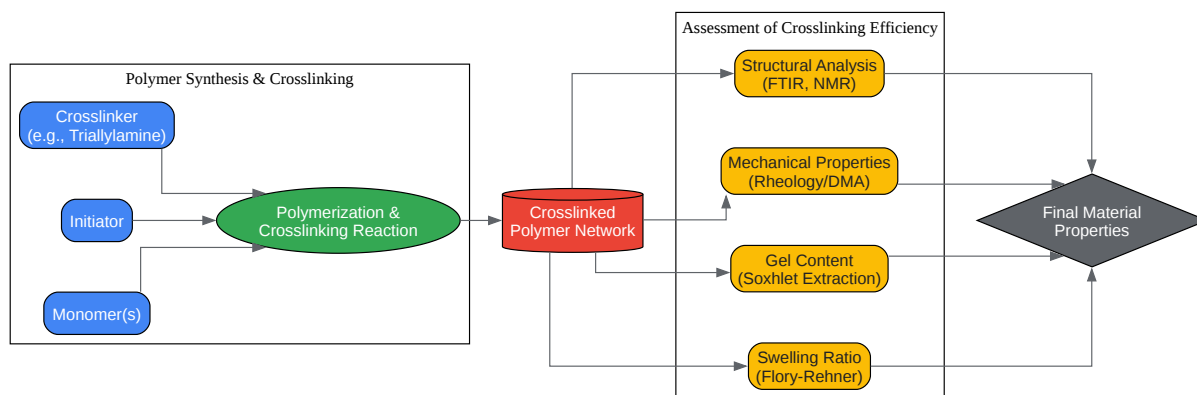 Polymer Synthesis & Crosslinking
Crosslinker
(e.g., Triallylamine)
Initiator
Monomer(s)
Polymerization &
Crosslinking Reaction
Crosslinked
Polymer Network
Assessment of Crosslinking Efficiency
Structural Analysis
(FTIR, NMR)
Mechanical Properties
(Rheology/DMA)
Gel Content
(Soxhlet Extraction)
Swelling Ratio
(Flory-Rehner)
Final Material
Properties